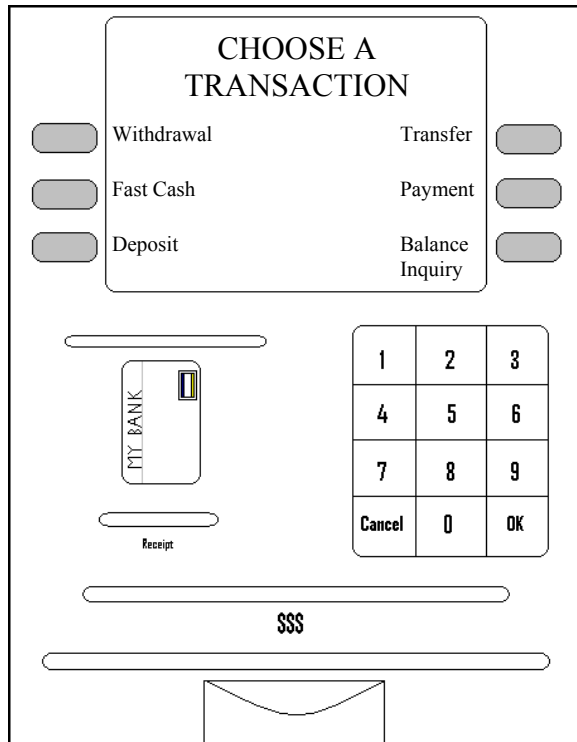 CHOOSE A
TRANSACTION
Withdrawal
Transfer
Fast Cash
Payment
Deposit
Balance
Inquiry
MY BANK
1 2 3
4 5 6
7 8 9
Cancel 0 OK
Receipt
$$$